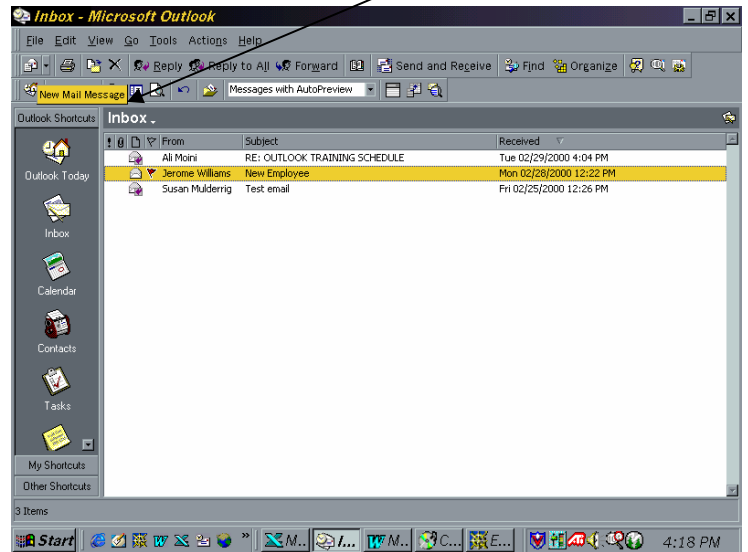 Inbox - Microsoft Outlook
File Edit View Go Tools Actions Help
Reply Reply to All Forward Send and Receive Find Organize
New Mail Message Messages with AutoPreview
Outlook Shortcuts Inbox
From Subject Received
Ali Moini RE: OUTLOOK TRAINING SCHEDULE Tue 02/29/2000 4:04 PM
Jerome Williams New Employee Mon 02/28/2000 12:22 PM
Susan Mulderrig Test email Fri 02/25/2000 12:26 PM
Outlook Today
Inbox
Calendar
Contacts
Tasks
My Shortcuts
Other Shortcuts
3 Items
Start » M... I... M... C... E... 4:18 PM